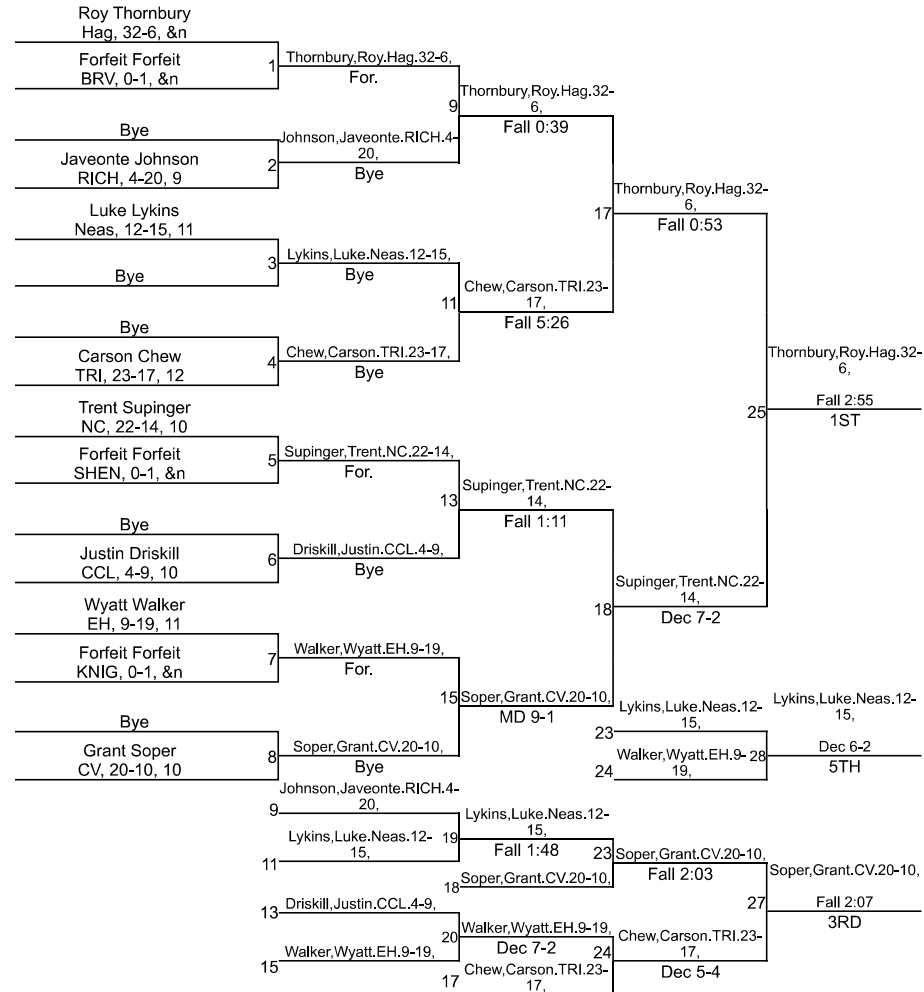 Roy Thornbury
Hag, 32-6, &n
Forfeit Forfeit
BRV, 0-1, &n
1
Thornbury,Roy.Hag.32-6,
For.
Bye
Javeonte Johnson
RICH, 4-20, 9
2
Johnson,Javeonte.RICH.4-
20,
Bye
9
Thornbury,Roy.Hag.32-
6,
Fall 0:39
Luke Lykins
Neas, 12-15, 11
Bye
3
Lykins,Luke.Neas.12-15,
Bye
Bye
Carson Chew
TRI, 23-17, 12
4
Chew,Carson.TRI.23-17,
Bye
11
Chew,Carson.TRI.23-
17,
Fall 5:26
17
Thornbury,Roy.Hag.32-
6,
Fall 0:53
Trent Supinger
NC, 22-14, 10
Forfeit Forfeit
SHEN, 0-1, &n
5
Supinger,Trent.NC.22-14,
For.
Bye
Justin Driskill
CCL, 4-9, 10
6
Driskill,Justin.CCL.4-9,
Bye
13
Supinger,Trent.NC.22-
14,
Fall 1:11
Wyatt Walker
EH, 9-19, 11
Forfeit Forfeit
KNIG, 0-1, &n
7
Walker,Wyatt.EH.9-19,
For.
Bye
Grant Soper
CV, 20-10, 10
8
Soper,Grant.CV.20-10,
Bye
15
Soper,Grant.CV.20-10,
MD 9-1
18
Supinger,Trent.NC.22-
14,
Dec 7-2
25
Thornbury,Roy.Hag.32-
6,
Fall 2:55
1ST
23
Lykins,Luke.Neas.12-
15,
24
Walker,Wyatt.EH.9-
19,
28
Lykins,Luke.Neas.12-
15,
Dec 6-2
5TH
9
Johnson,Javeonte.RICH.4-
20,
11
Lykins,Luke.Neas.12-
15,
19
Lykins,Luke.Neas.12-
15,
Fall 1:48
18
Soper,Grant.CV.20-10,
23
Soper,Grant.CV.20-10,
Fall 2:03
13
Driskill,Justin.CCL.4-9,
15
Walker,Wyatt.EH.9-19,
20
Walker,Wyatt.EH.9-19,
Dec 7-2
17
Chew,Carson.TRI.23-
17,
24
Chew,Carson.TRI.23-
17,
Dec 5-4
27
Soper,Grant.CV.20-10,
Fall 2:07
3RD